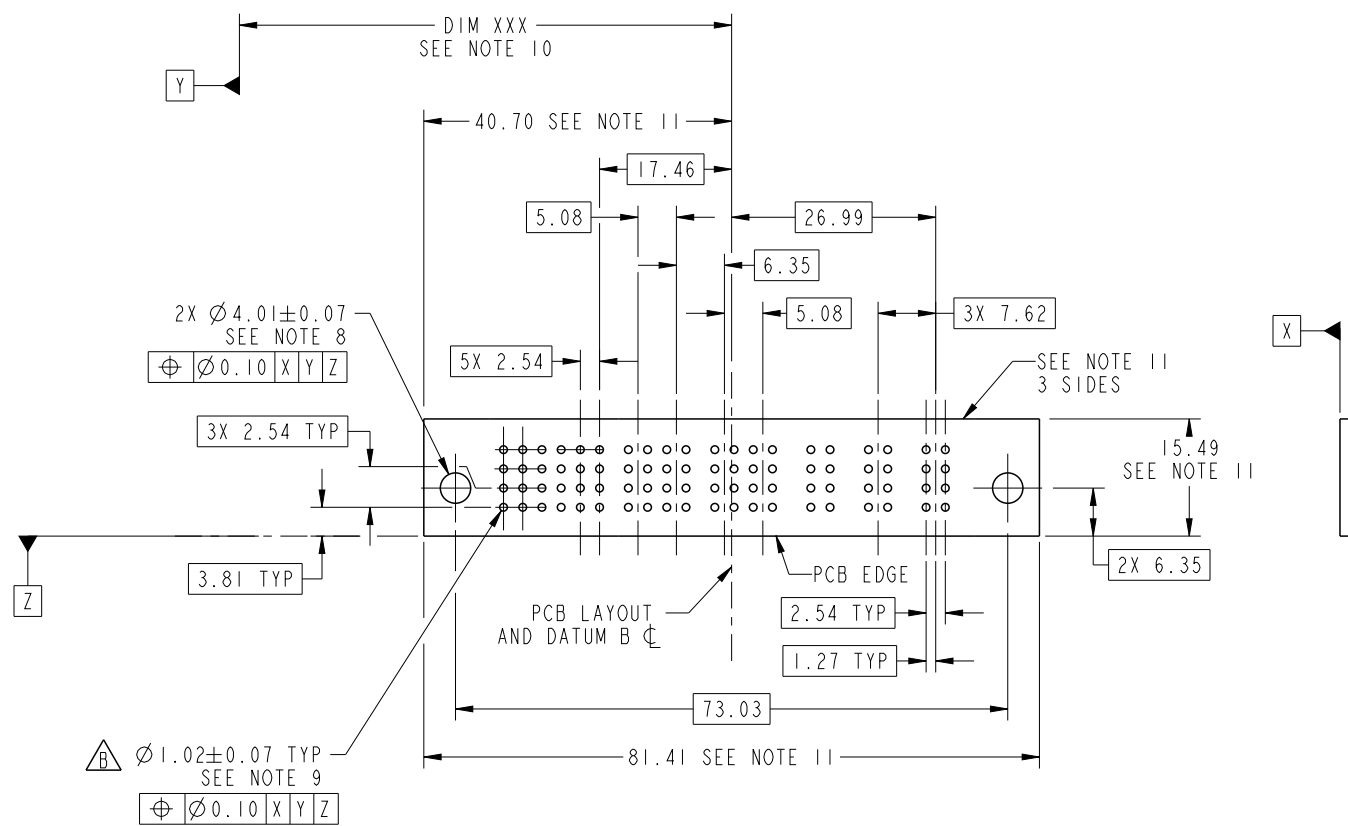 DIM XXX
SEE NOTE 10
Y
40.70 SEE NOTE 11
17.46
5.08
26.99
6.35
2X Ø4.01±0.07
SEE NOTE 8
⌖ Ø0.10 X Y Z
5.08
3X 7.62
X
5X 2.54
SEE NOTE 11
3 SIDES
3X 2.54 TYP
15.49
SEE NOTE 11
3.81 TYP
Z
PCB EDGE
2X 6.35
PCB LAYOUT
AND DATUM B ℄
2.54 TYP
1.27 TYP
73.03
B Ø1.02±0.07 TYP
SEE NOTE 9
⌖ Ø0.10 X Y Z
81.41 SEE NOTE 11